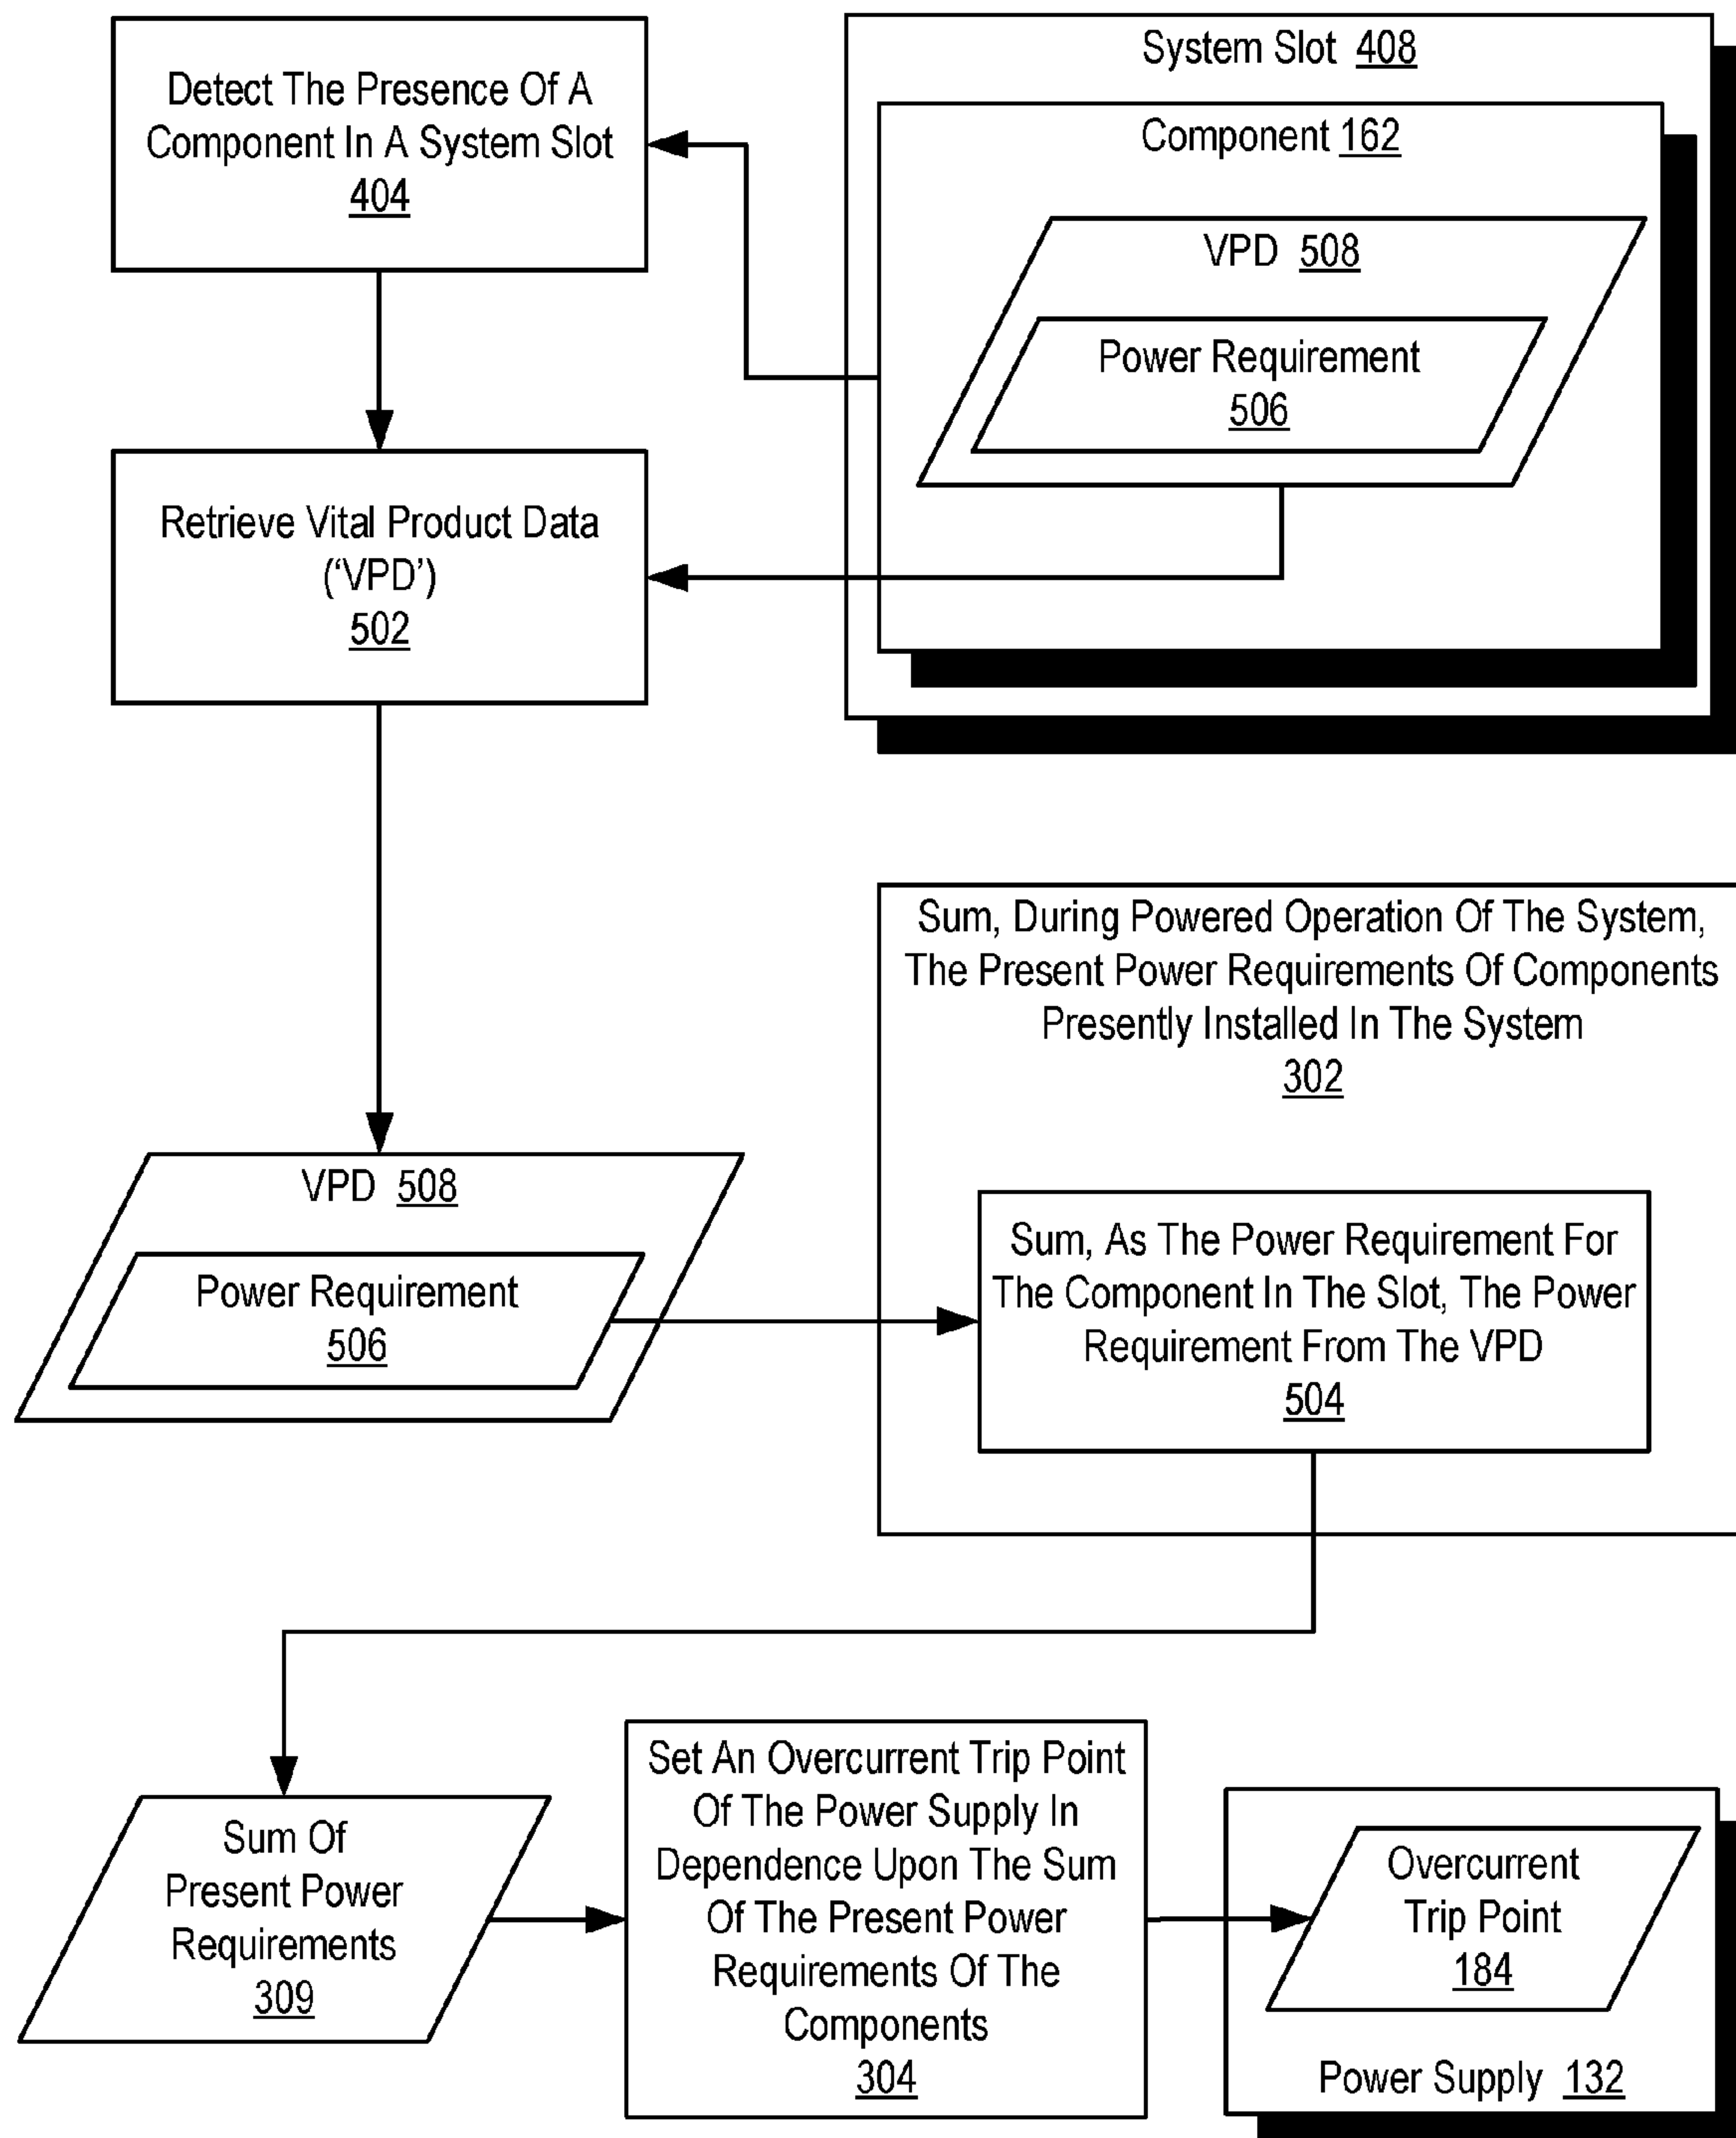 Detect The Presence Of A
Component In A System Slot
404
System Slot 408
Component 162
VPD 508
Power Requirement
506
Retrieve Vital Product Data
(‘VPD’)
502
Sum, During Powered Operation Of The System,
The Present Power Requirements Of Components
Presently Installed In The System
302
VPD 508
Power Requirement
506
Sum, As The Power Requirement For
The Component In The Slot, The Power
Requirement From The VPD
504
Sum Of
Present Power
Requirements
309
Set An Overcurrent Trip Point
Of The Power Supply In
Dependence Upon The Sum
Of The Present Power
Requirements Of The
Components
304
Overcurrent
Trip Point
184
Power Supply 132